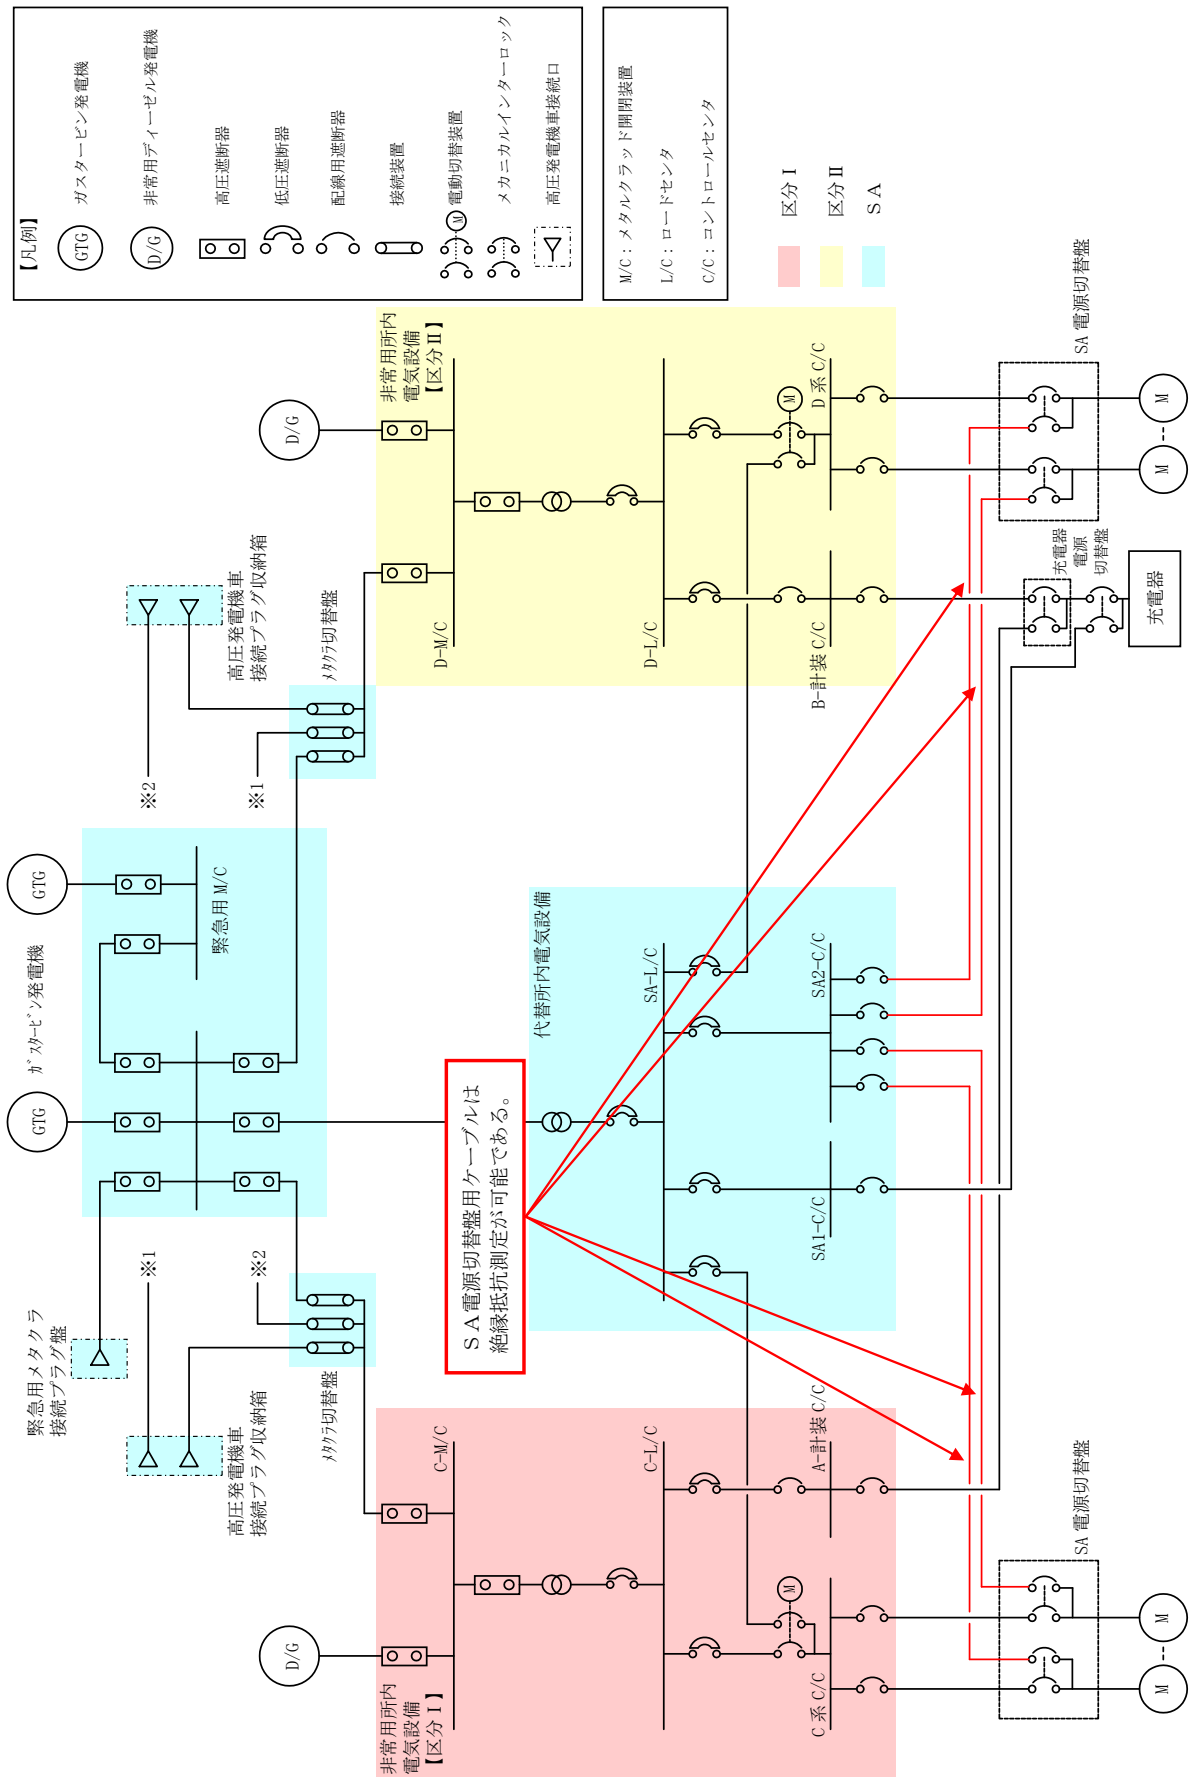 【凡例】
GTG
ガスタービン発電機
D/G
非常用ディーゼル発電機
高圧遮断器
低圧遮断器
配線用遮断器
接続装置
M
電動切替装置
メカニカルインターロック
高圧発電機車接続口
M/C：メタルクラッド開閉装置
L/C：ロードセンタ
C/C：コントロールセンタ
区分Ⅰ
区分Ⅱ
ＳＡ
緊急用メタクラ
接続プラグ盤
GTG
ｶﾞｽﾀｰﾋﾞﾝ発電機
GTG
緊急用 M/C
高圧発電機車
接続プラグ収納箱
※1
※2
ﾒﾀｸﾗ切替盤
高圧発電機車
接続プラグ収納箱
※2
※1
ﾒﾀｸﾗ切替盤
D/G
非常用所内
電気設備
【区分Ⅰ】
C-M/C
C-L/C
M
C 系 C/C
A-計装 C/C
ＳＡ電源切替盤用ケーブルは
絶縁抵抗測定が可能である。
代替所内電気設備
SA-L/C
SA1-C/C
SA2-C/C
D/G
非常用所内
電気設備
【区分Ⅱ】
D-M/C
D-L/C
M
B-計装 C/C
D 系 C/C
SA 電源切替盤
M
M
充電器
電源
切替盤
充電器
SA 電源切替盤
M
M